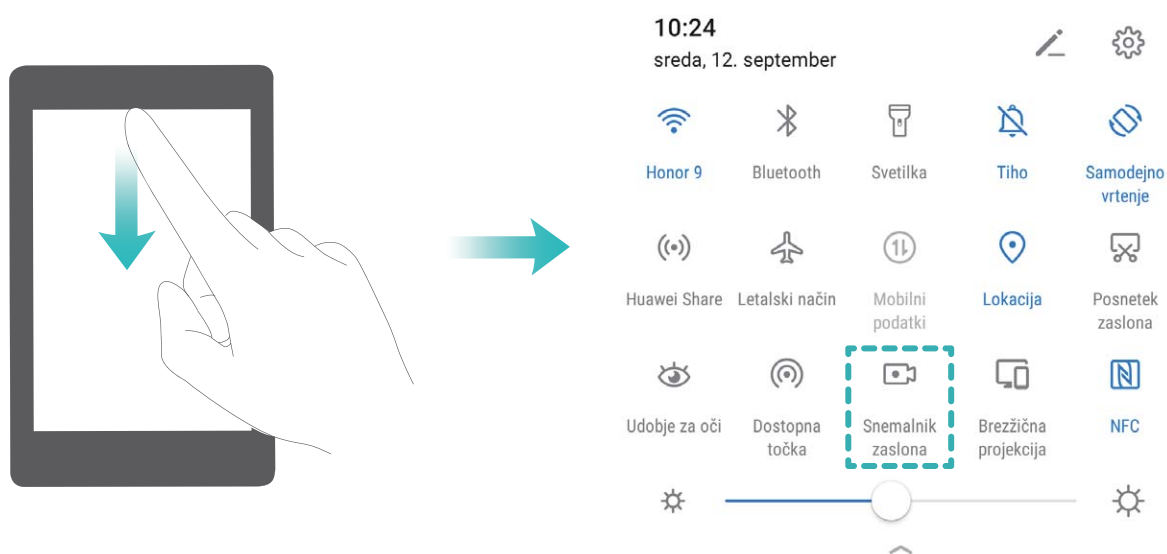 10:24
sreda, 12. september
Honor 9
Bluetooth
Svetilka
Tiho
Samodejno
vrtenje
Huawei Share
Letalski način
Mobilni
podatki
Lokacija
Posnetek
zaslona
Udobje za oči
Dostopna
točka
Snemalnik
zaslona
Brezžična
projekcija
NFC